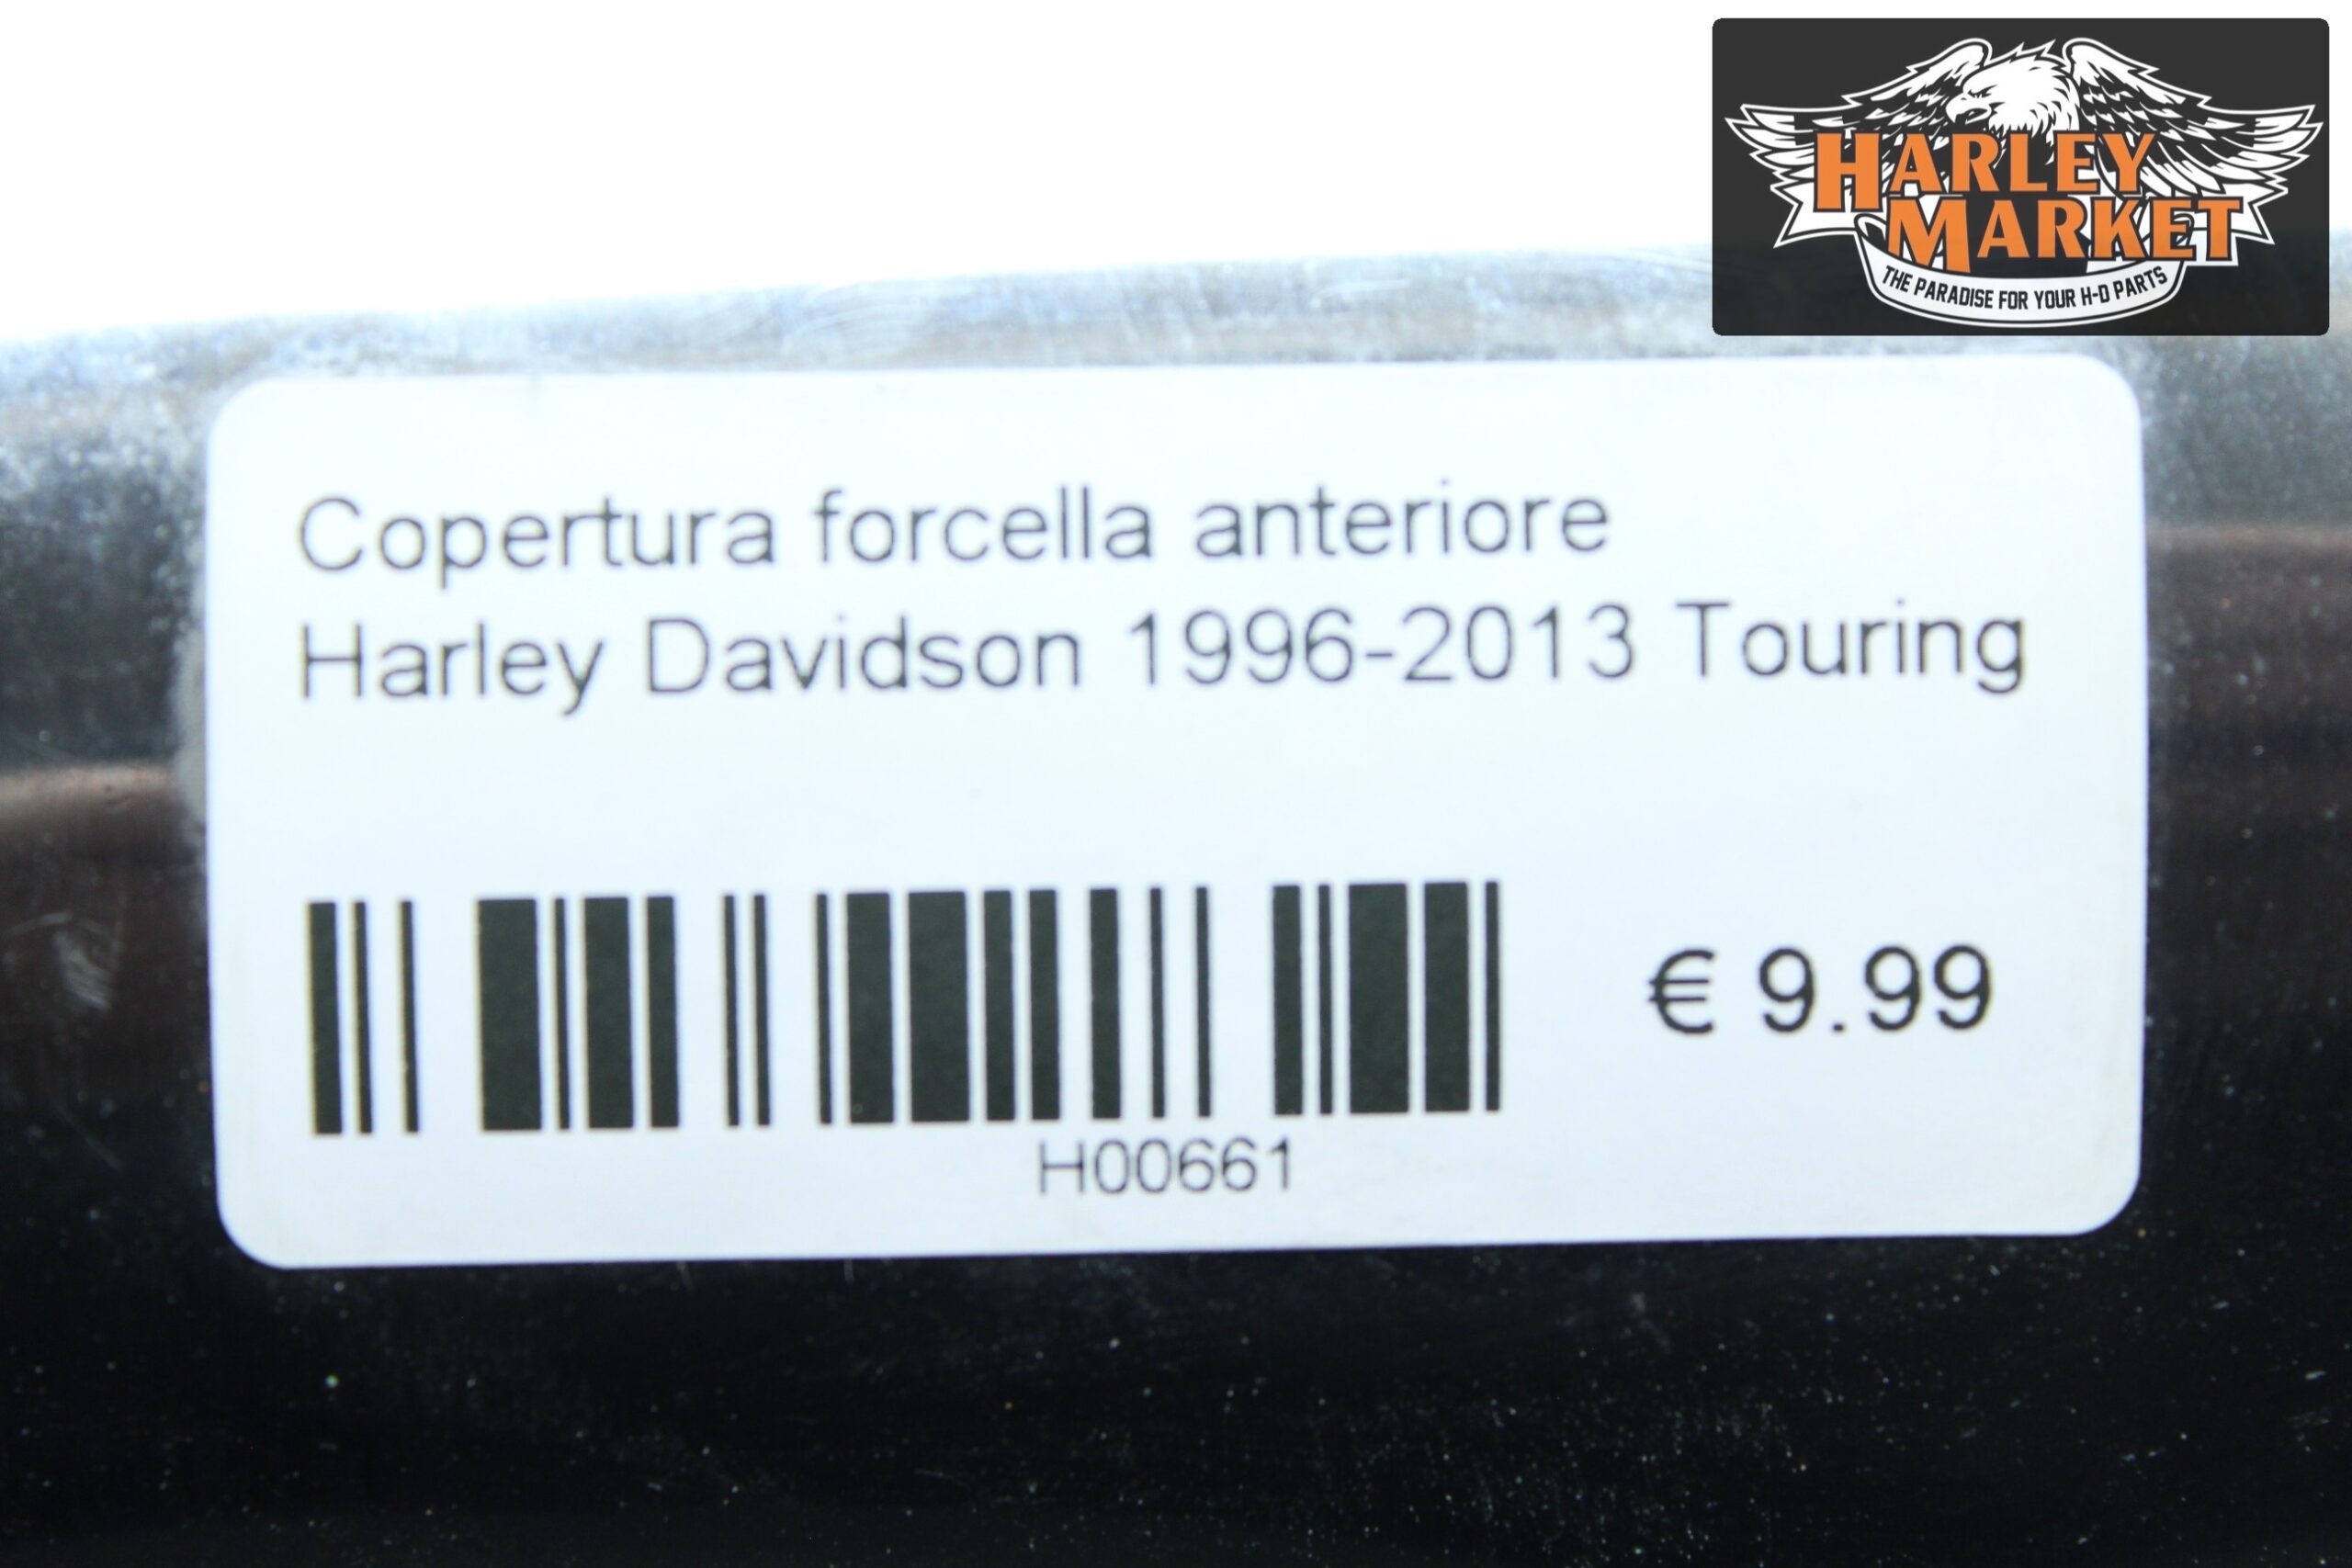 HARLEY
MARKET
THE PARADISE FOR YOUR H-D PARTS
Copertura forcella anteriore
Harley Davidson 1996-2013 Touring
€ 9.99
H00661